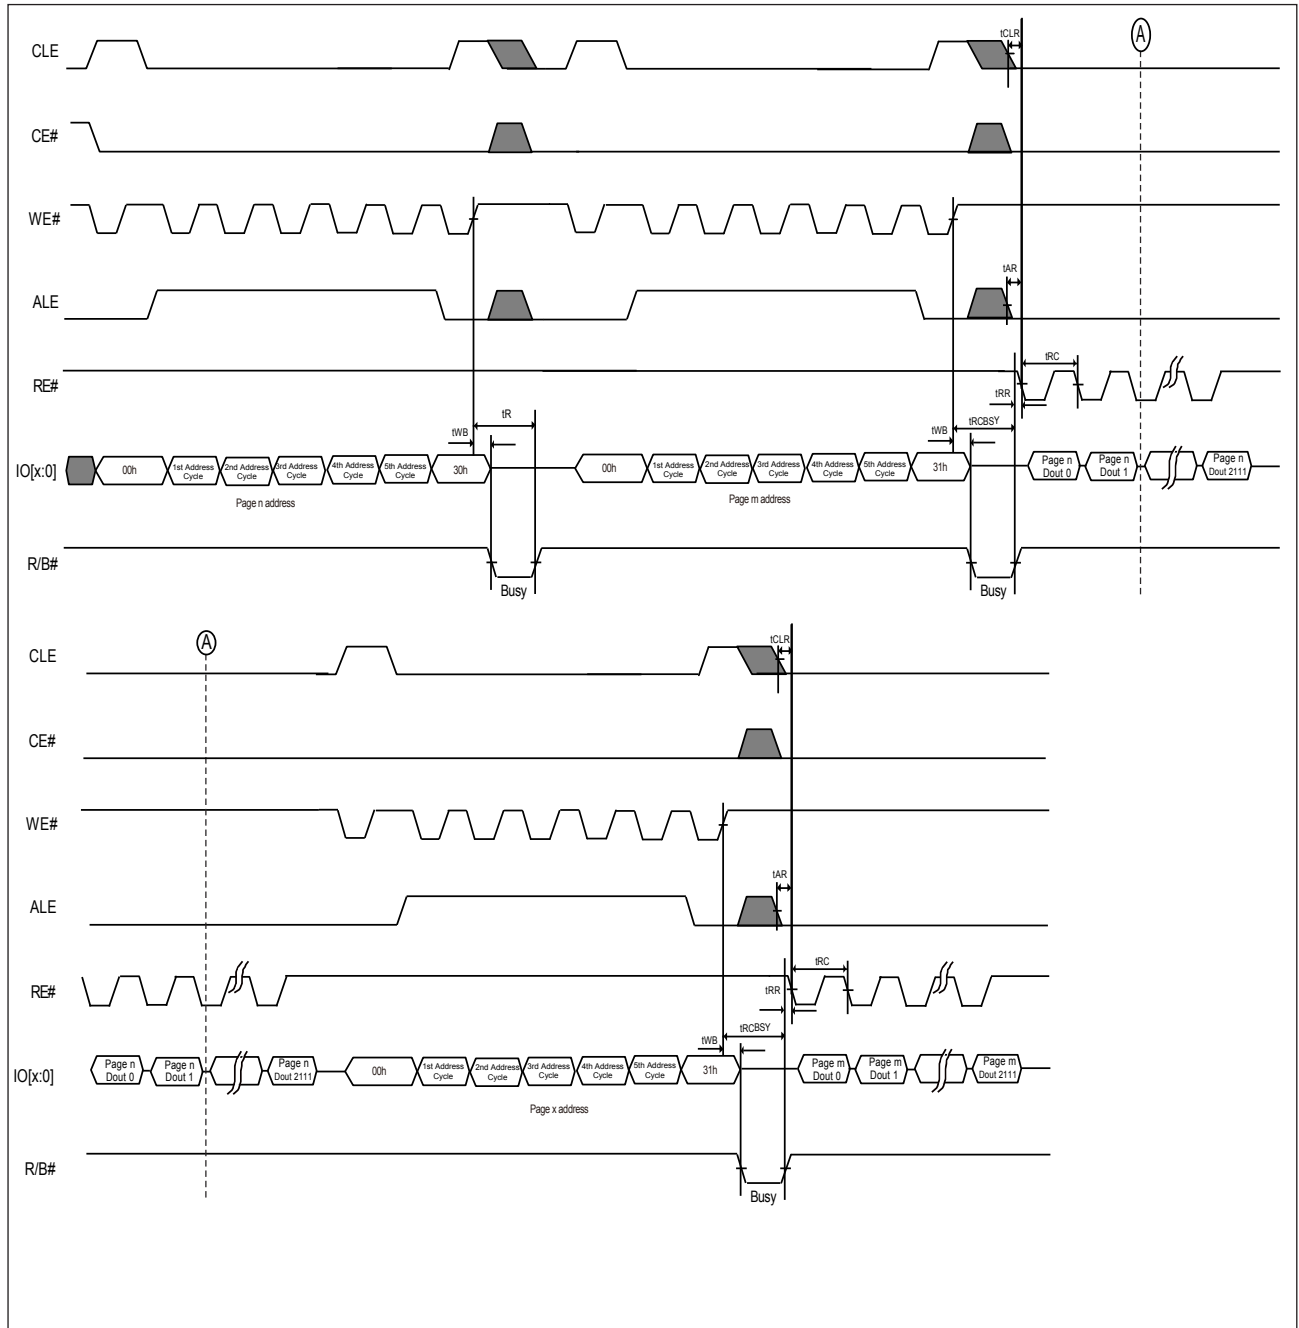 CLE
tCLR
A
CE#
WE#
ALE
tAR
RE#
tRC
tRR
tR
tRCBSY
tWB
tWB
IO[x:0]
00h
1st Address Cycle
2nd Address Cycle
3rd Address Cycle
4th Address Cycle
5th Address Cycle
30h
00h
1st Address Cycle
2nd Address Cycle
3rd Address Cycle
4th Address Cycle
5th Address Cycle
31h
Page n Dout 0
Page n Dout 1
Page n Dout 2111
Page n address
Page m address
R/B#
Busy
Busy
A
CLE
tCLR
CE#
WE#
ALE
tAR
RE#
tRC
tRR
tRCBSY
tWB
IO[x:0]
Page n Dout 0
Page n Dout 1
Page n Dout 2111
00h
1st Address Cycle
2nd Address Cycle
3rd Address Cycle
4th Address Cycle
5th Address Cycle
31h
Page m Dout 0
Page m Dout 1
Page m Dout 2111
Page x address
R/B#
Busy